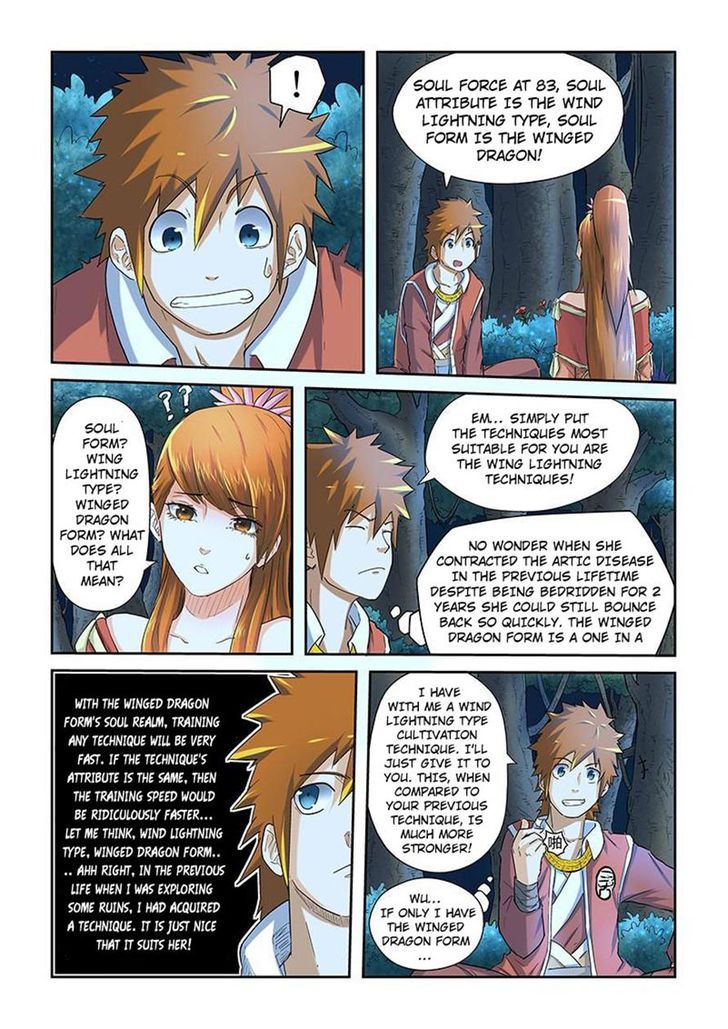 !
SOUL FORCE AT 83, SOUL
ATTRIBUTE IS THE WIND
LIGHTNING TYPE, SOUL
FORM IS THE WINGED
DRAGON!
??
SOUL
FORM?
WING
LIGHTNING
TYPE?
WINGED
DRAGON
FORM? WHAT
DOES ALL
THAT
MEAN?
EM... SIMPLY PUT
THE TECHNIQUES MOST
SUITABLE FOR YOU ARE
THE WING LIGHTNING
TECHNIQUES!
NO WONDER WHEN SHE
CONTRACTED THE ARTIC DISEASE
IN THE PREVIOUS LIFETIME
DESPITE BEING BEDRIDDEN FOR 2
YEARS SHE COULD STILL BOUNCE
BACK SO QUICKLY. THE WINGED
DRAGON FORM IS A ONE IN A
WITH THE WINGED DRAGON
FORM'S SOUL REALM, TRAINING
ANY TECHNIQUE WILL BE VERY
FAST. IF THE TECHNIQUE'S
ATTRIBUTE IS THE SAME, THEN
THE TRAINING SPEED WOULD
BE RIDICULOUSLY FASTER...
LET ME THINK, WIND LIGHTNING
TYPE, WINGED DRAGON FORM..
.. AHH RIGHT, IN THE PREVIOUS
LIFE WHEN I WAS EXPLORING
SOME RUINS, I HAD ACQUIRED
A TECHNIQUE. IT IS JUST NICE
THAT IT SUITS HER!
I HAVE
WITH ME A WIND
LIGHTNING TYPE
CULTIVATION
TECHNIQUE. I'LL
JUST GIVE IT TO
YOU. THIS, WHEN
COMPARED TO
YOUR PREVIOUS
TECHNIQUE, IS
MUCH MORE
STRONGER!
啪
WU...
IF ONLY I HAVE
THE WINGED
DRAGON FORM
...